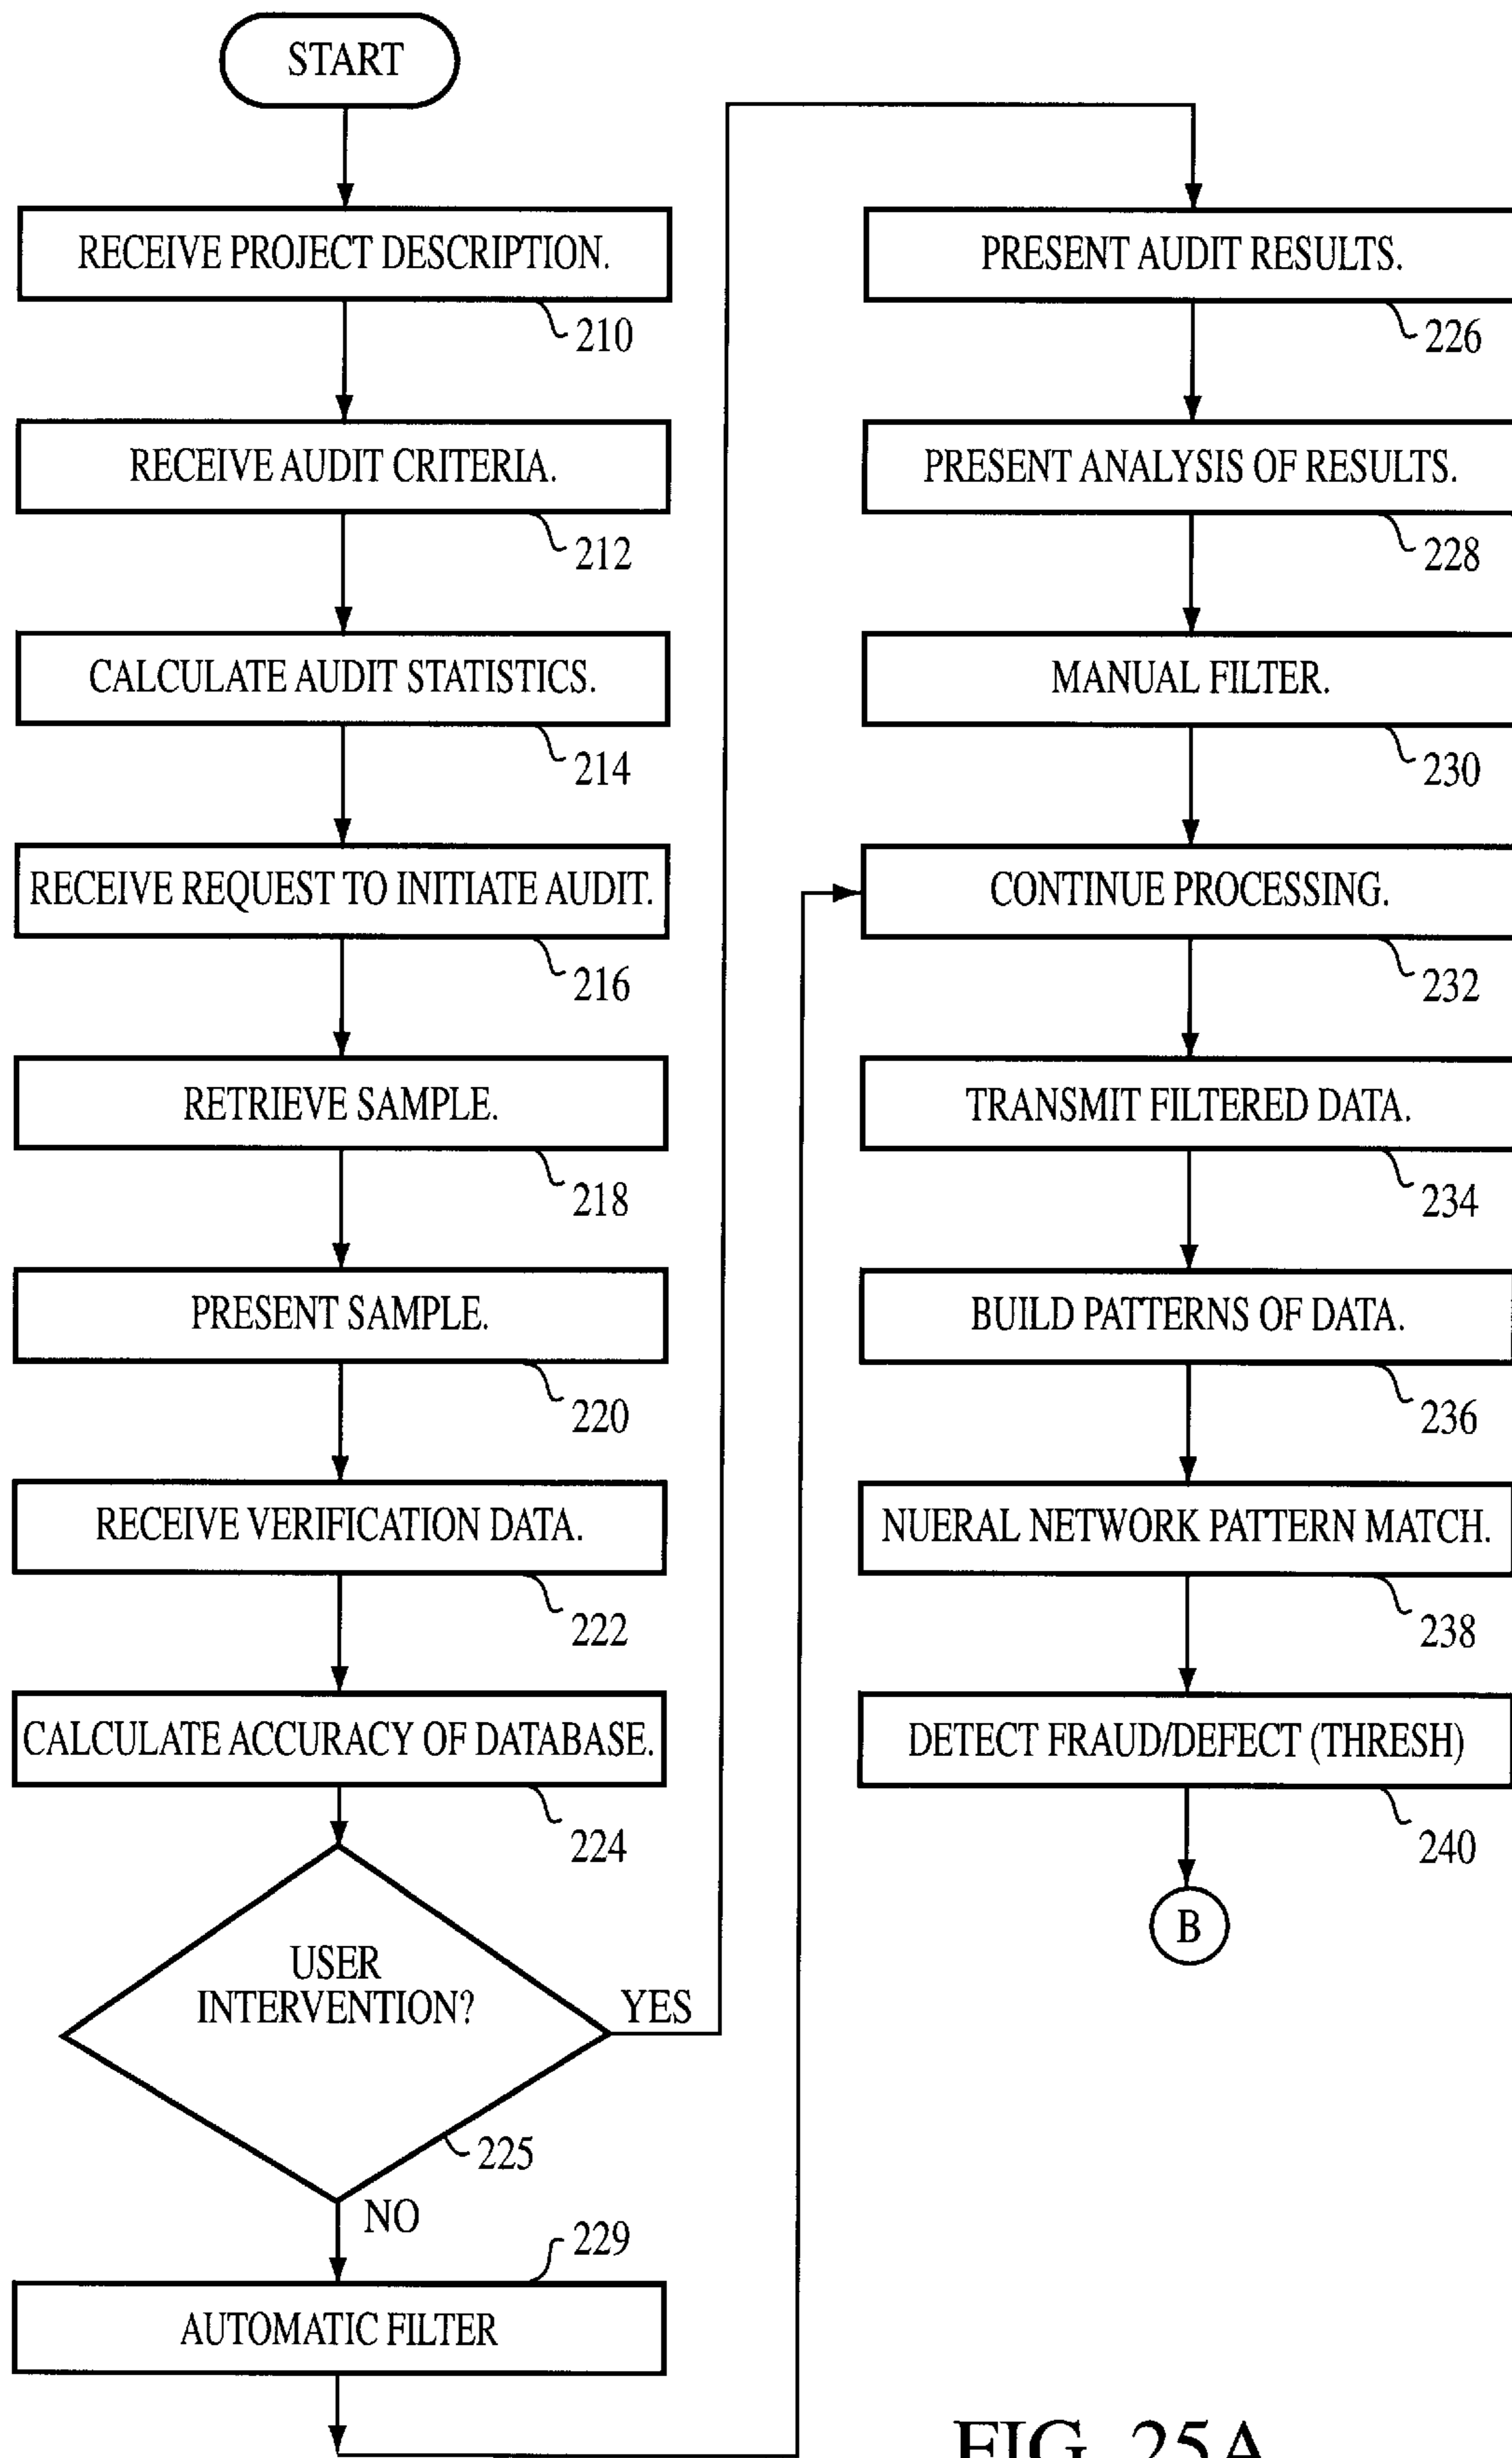 START
RECEIVE PROJECT DESCRIPTION.
210
RECEIVE AUDIT CRITERIA.
212
CALCULATE AUDIT STATISTICS.
214
RECEIVE REQUEST TO INITIATE AUDIT.
216
RETRIEVE SAMPLE.
218
PRESENT SAMPLE.
220
RECEIVE VERIFICATION DATA.
222
CALCULATE ACCURACY OF DATABASE.
224
USER
INTERVENTION?
YES
225
NO
229
AUTOMATIC FILTER
PRESENT AUDIT RESULTS.
226
PRESENT ANALYSIS OF RESULTS.
228
MANUAL FILTER.
230
CONTINUE PROCESSING.
232
TRANSMIT FILTERED DATA.
234
BUILD PATTERNS OF DATA.
236
NUERAL NETWORK PATTERN MATCH.
238
DETECT FRAUD/DEFECT (THRESH)
240
B
FIG. 25A